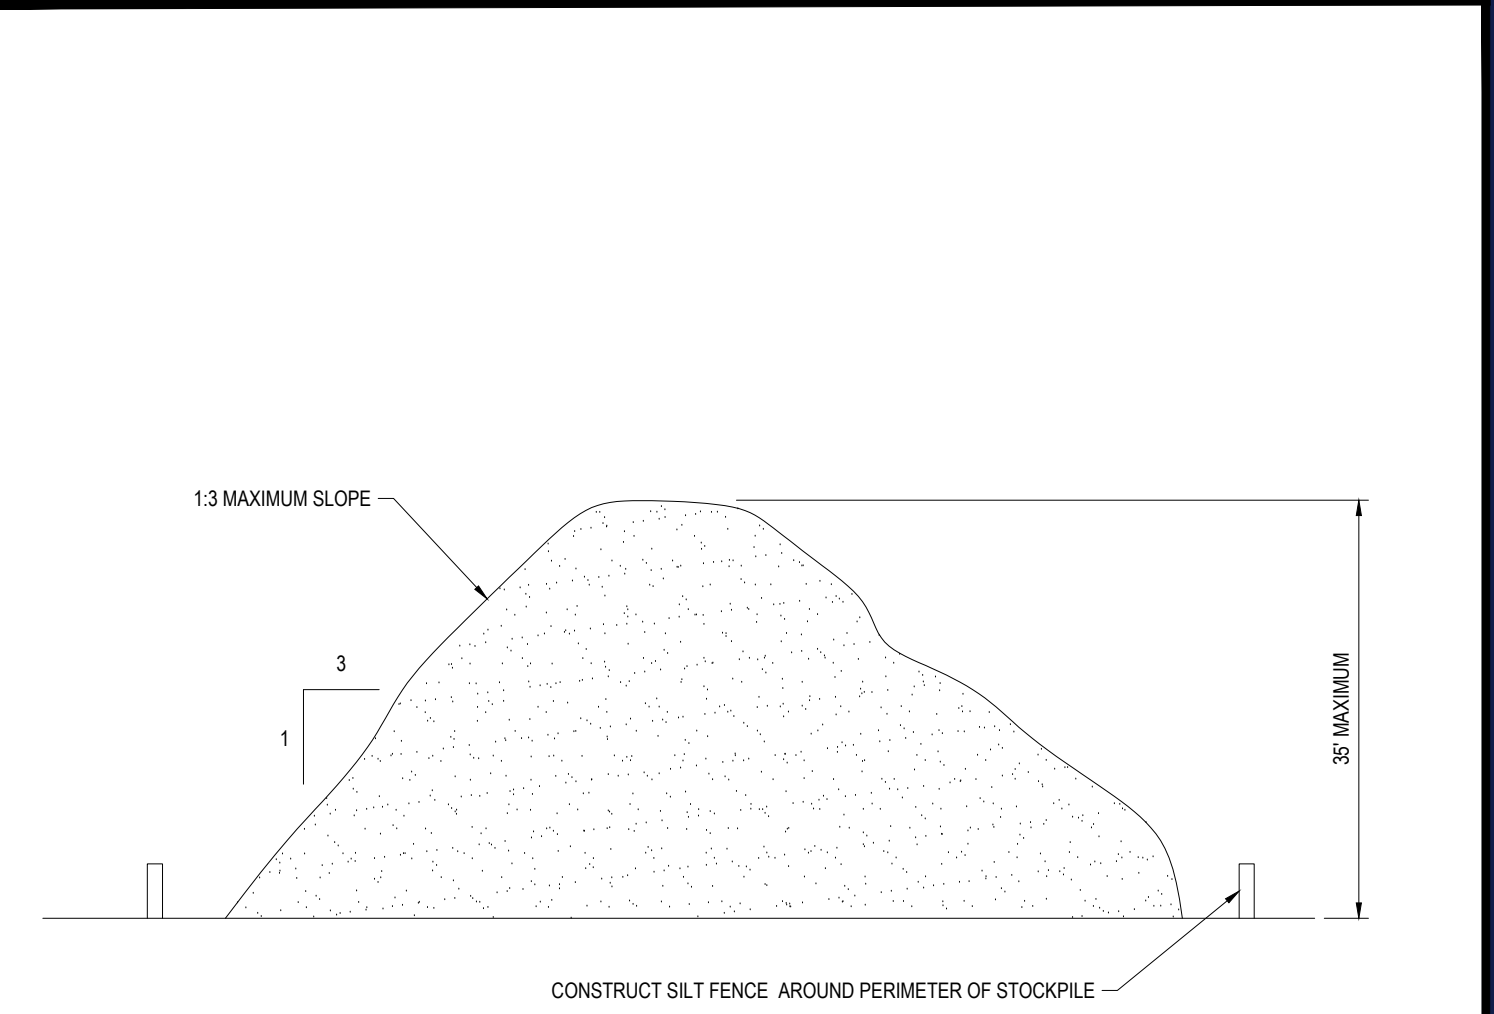 1:3 MAXIMUM SLOPE
3
1
35' MAXIMUM
CONSTRUCT SILT FENCE AROUND PERIMETER OF STOCKPILE